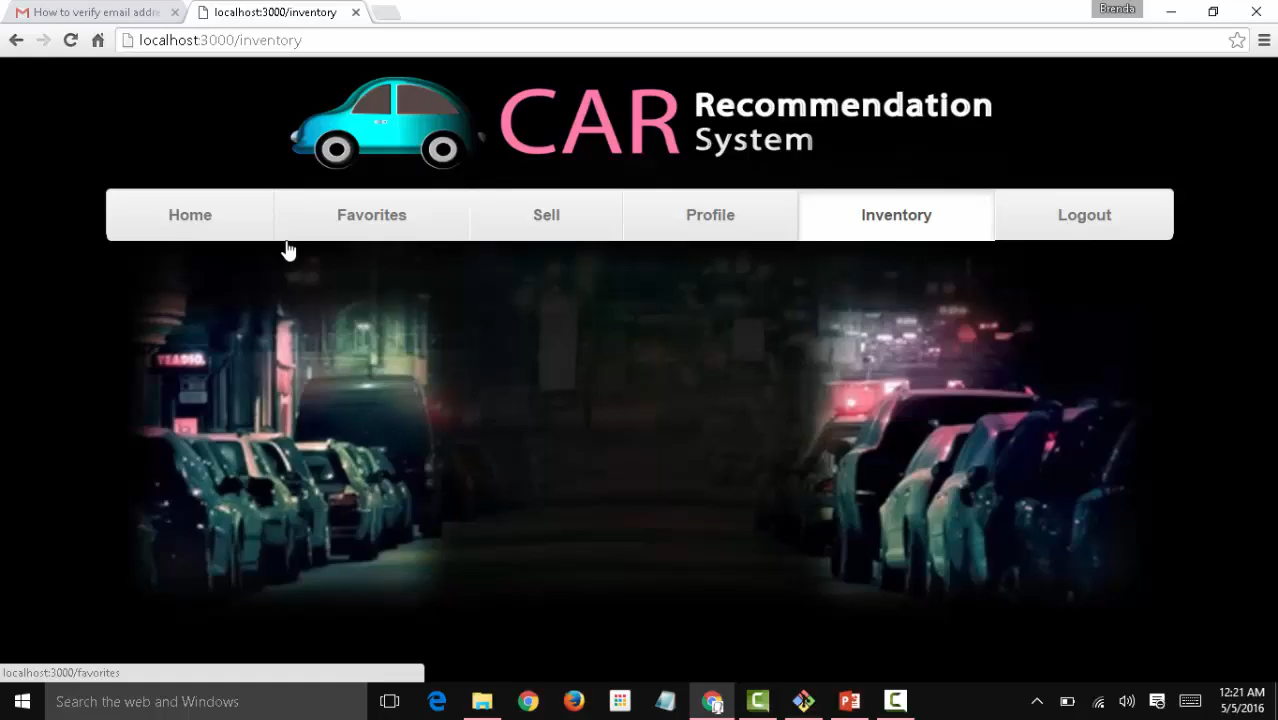 How to verify email addre
localhost:3000/inventory
Brenda
localhost:3000/inventory
CAR Recommendation System
Home Favorites Sell Profile Inventory Logout
localhost:3000/favorites
Search the web and Windows
12:21 AM
5/5/2016